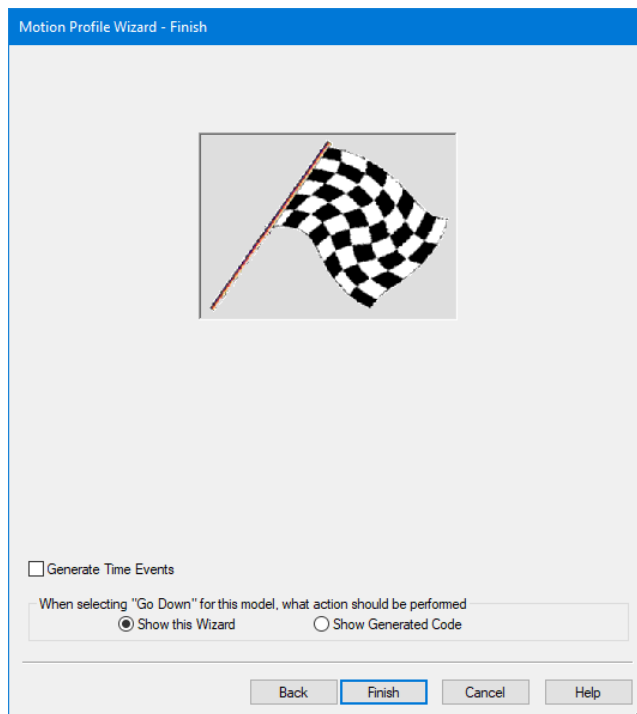 Motion Profile Wizard - Finish
Generate Time Events
When selecting "Go Down" for this model, what action should be performed
Show this Wizard Show Generated Code
Back Finish Cancel Help